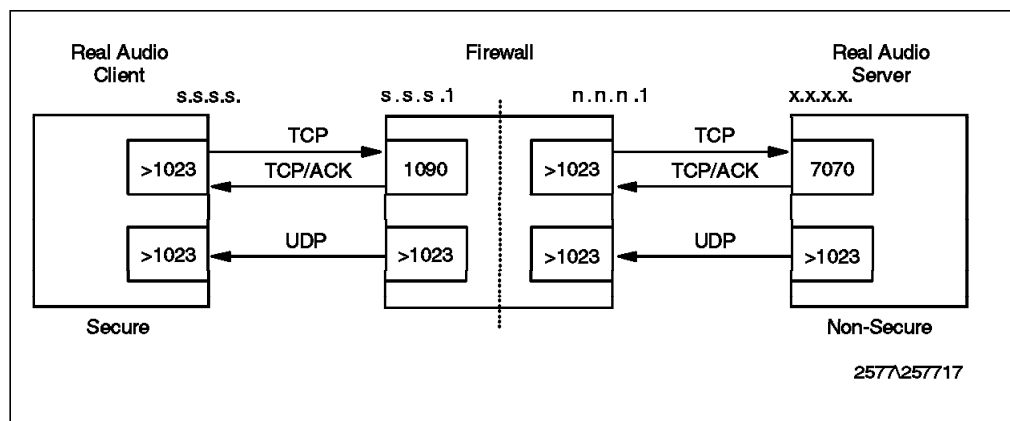 Real Audio Client
Firewall
Real Audio Server
s.s.s.s.
s.s.s.1
n.n.n.1
x.x.x.x.
TCP
TCP
>1023
TCP/ACK
1090
>1023
TCP/ACK
7070
UDP
UDP
>1023
>1023
>1023
>1023
Secure
Non-Secure
2577\257717